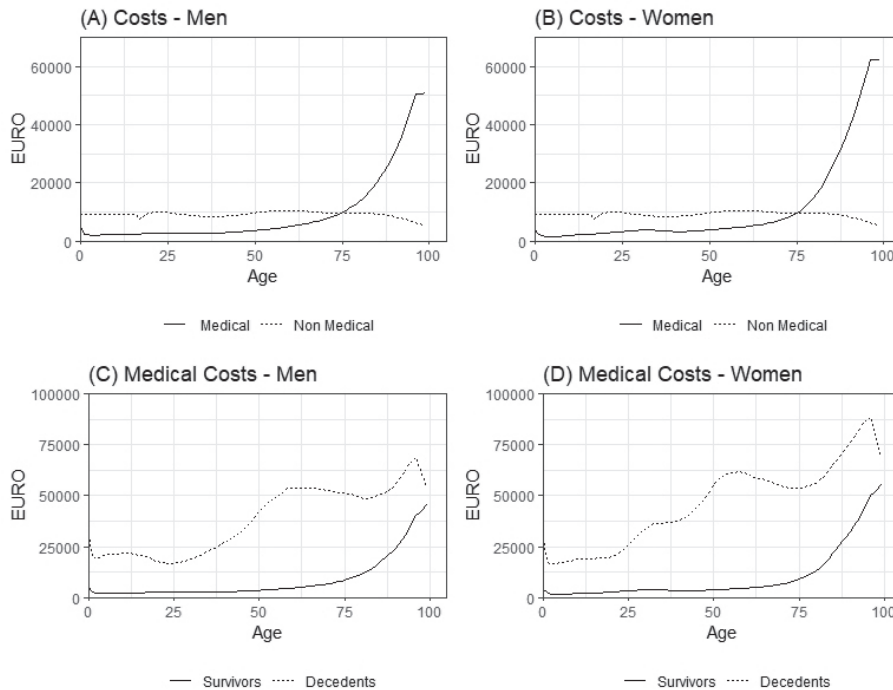 (A) Costs - Men
60000
40000
20000
0
EURO
0 25 50 75 100
Age
Medical Non Medical
(B) Costs - Women
60000
40000
20000
0
EURO
0 25 50 75 100
Age
Medical Non Medical
(C) Medical Costs - Men
100000
75000
50000
25000
0
EURO
0 25 50 75 100
Age
Survivors Decedents
(D) Medical Costs - Women
100000
75000
50000
25000
0
EURO
0 25 50 75 100
Age
Survivors Decedents